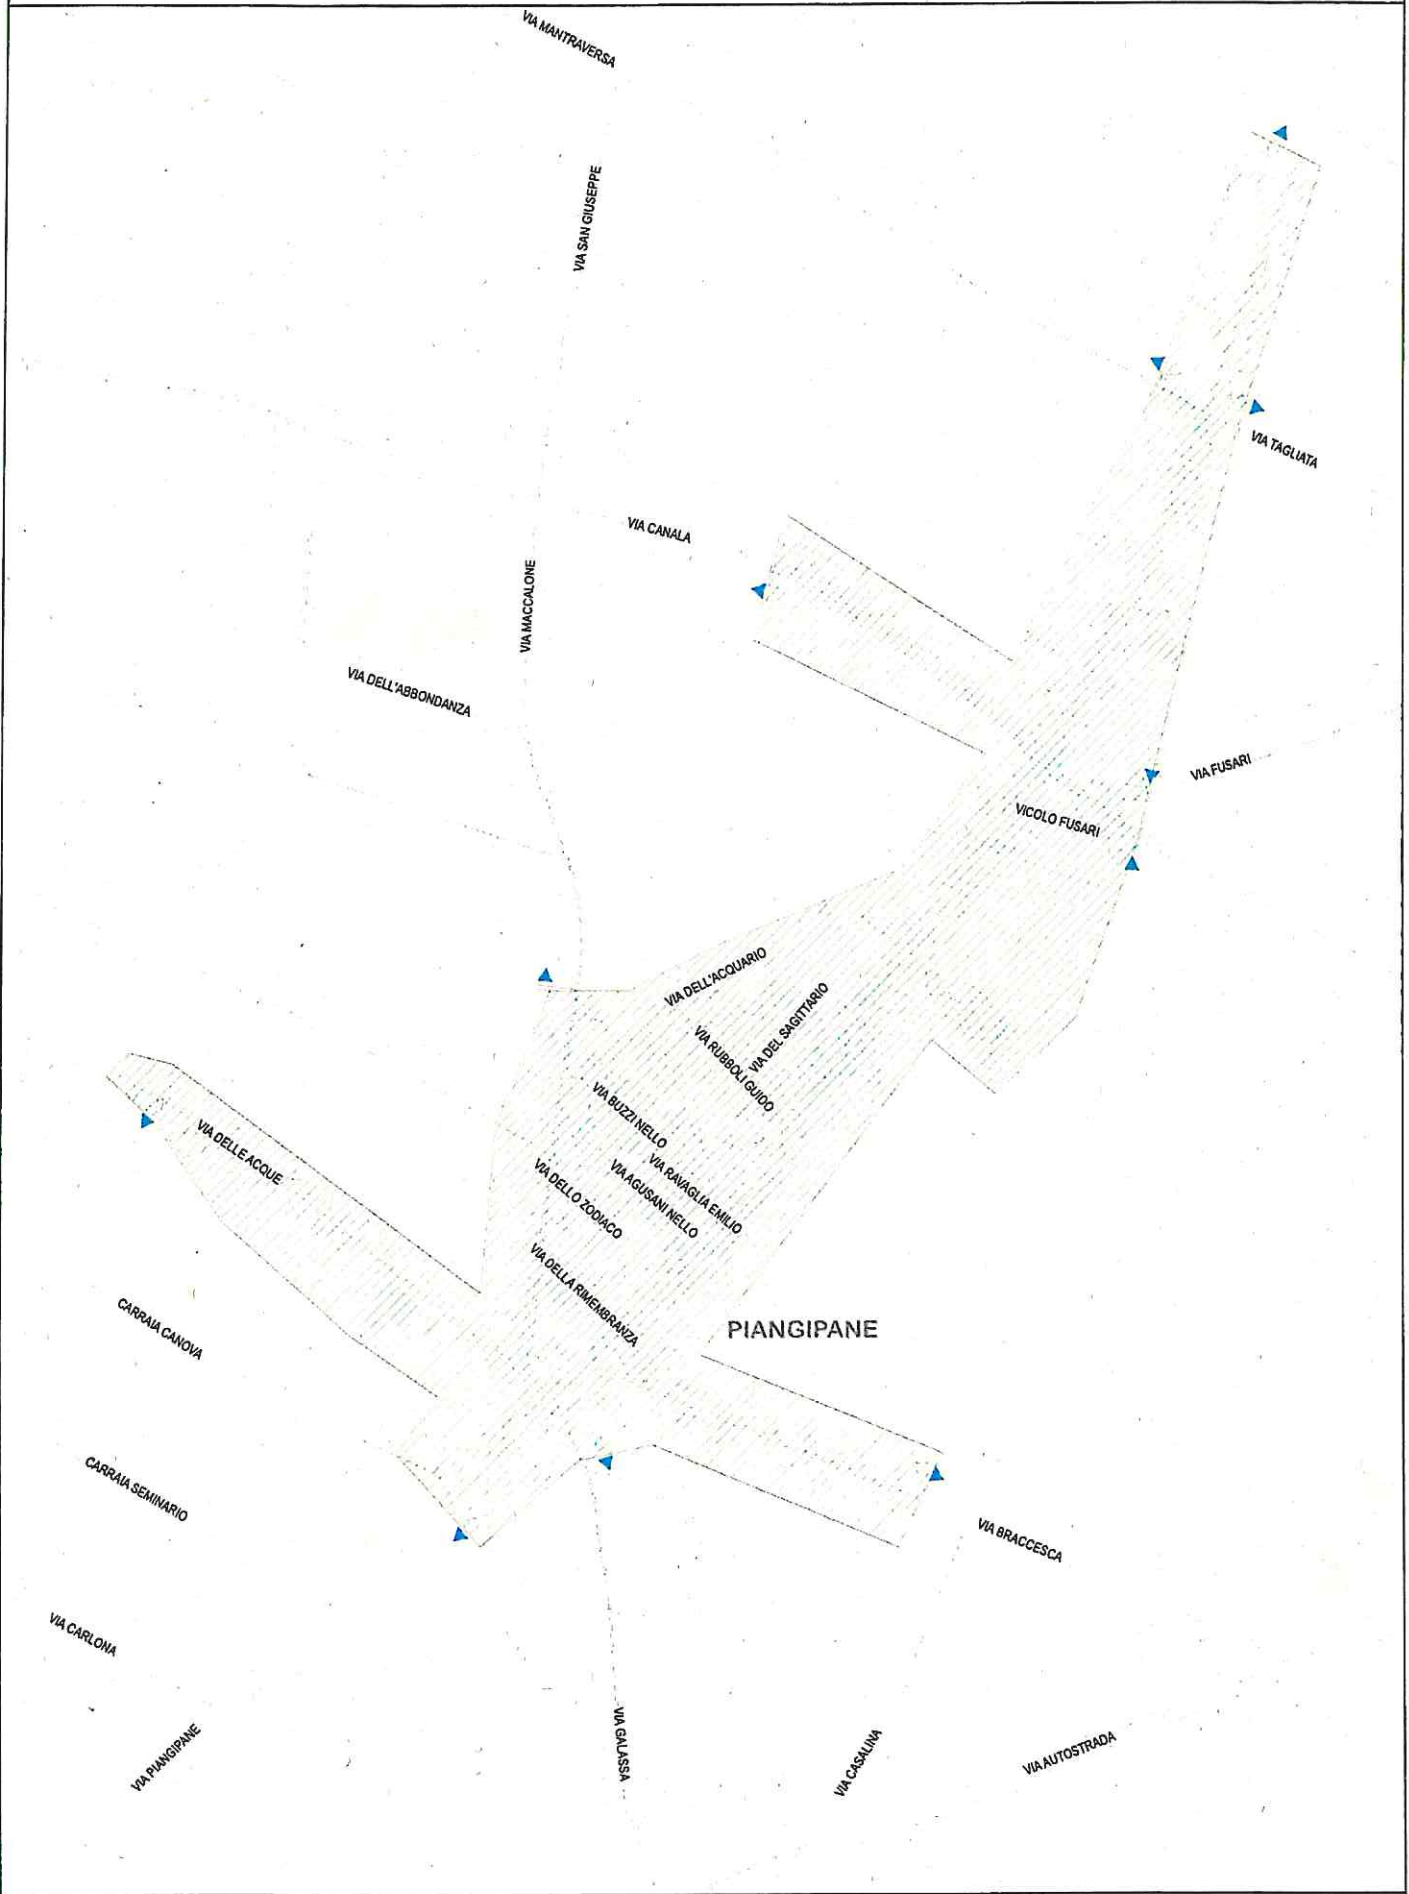 VIA MANTRAVERSA
VIA SAN GIUSEPPE
VIA TAGLIATA
VIA CANALA
VIA MACCALONE
VIA DELL'ABBONDANZA
VIA FUSARI
VICOLO FUSARI
VIA DELL'ACQUARIO
VIA DEL SAGITTARIO
VIA RUBBOLI GUIDO
VIA BUZZI NELLO
VIA RAVAGLIA EMILIO
VIA AGUSANI NELLO
VIA DELLO ZODIACO
VIA DELLE ACQUE
VIA DELLA RIMEMBRANZA
PIANGIPANE
CARRAIA CANOVA
CARRAIA SEMINARIO
VIA BRACCESCA
VIA CARLONA
VIA PIANGIPANE
VIA GALASSA
VIA CASALINA
VIA AUTOSTRADA